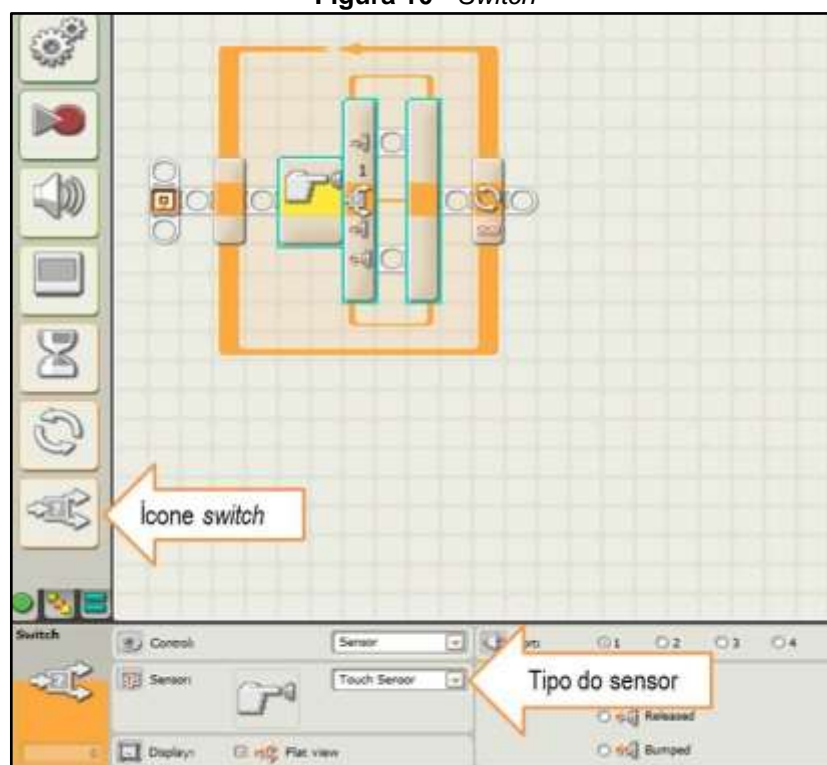 Figura 10 - Switch
1
Ícone switch
Switch
Control:
Sensor
1 2 3 4
Sensor:
Touch Sensor
Tipo do sensor
Released
Display:
Flat view
Bumped